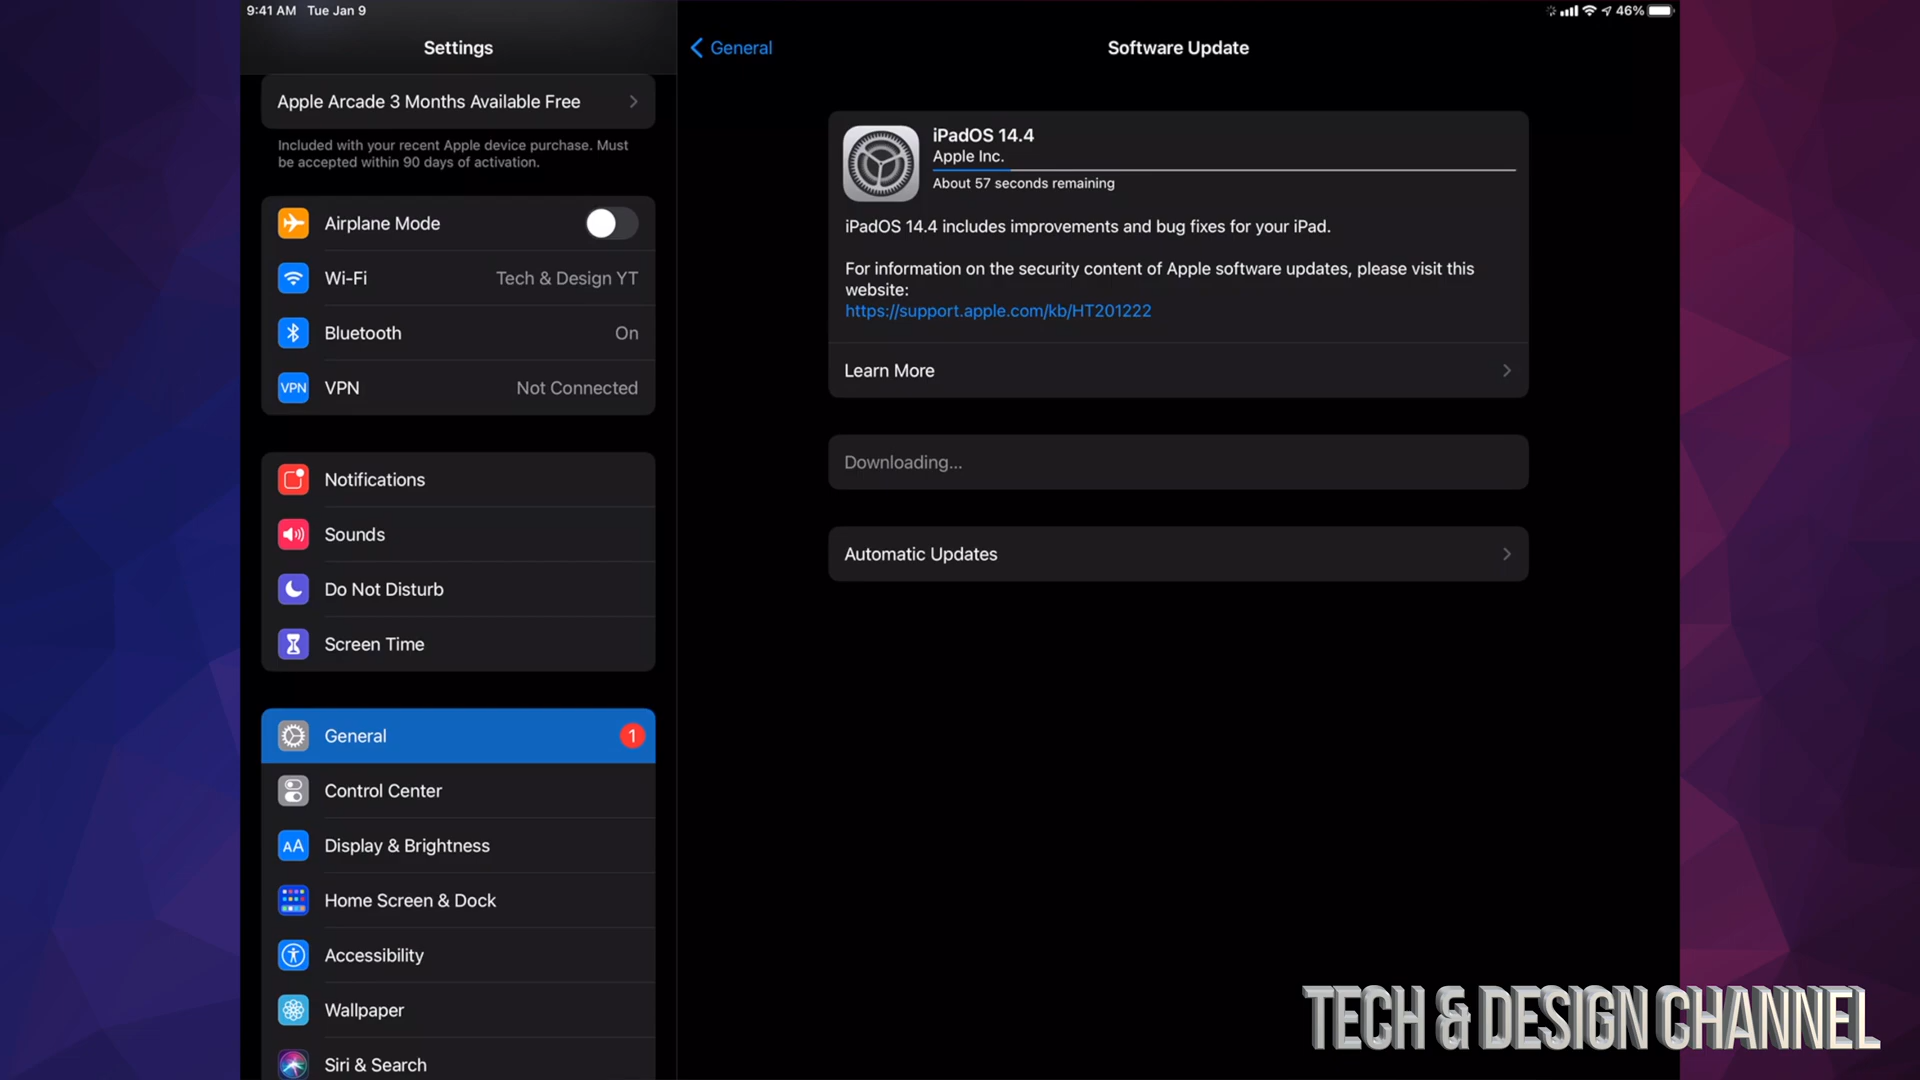 9:41 AM Tue Jan 9
46%
Settings
Apple Arcade 3 Months Available Free
Included with your recent Apple device purchase. Must
be accepted within 90 days of activation.
Airplane Mode
Wi-Fi Tech & Design YT
Bluetooth On
VPN VPN Not Connected
Notifications
Sounds
Do Not Disturb
Screen Time
General 1
Control Center
AA Display & Brightness
Home Screen & Dock
Accessibility
Wallpaper
Siri & Search
General
Software Update
iPadOS 14.4
Apple Inc.
About 57 seconds remaining
iPadOS 14.4 includes improvements and bug fixes for your iPad.
For information on the security content of Apple software updates, please visit this
website:
https://support.apple.com/kb/HT201222
Learn More
Downloading...
Automatic Updates
TECH & DESIGN CHANNEL